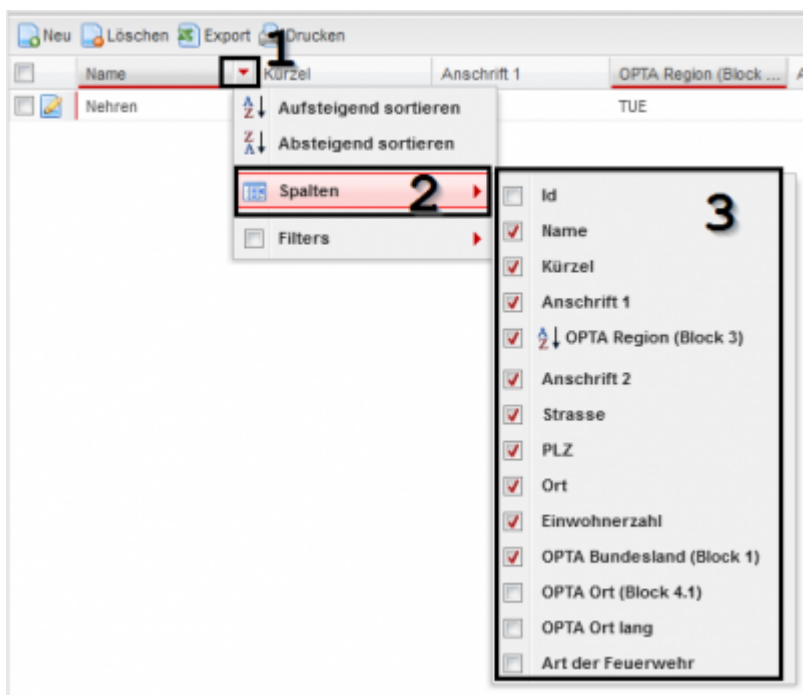 Neu Löschen Export Drucken
1
Name Kürzel Anschrift 1 OPTA Region (Block ... A
Nehren TUE
Aufsteigend sortieren
Absteigend sortieren
Spalten 2
Filters
3
Id
Name
Kürzel
Anschrift 1
OPTA Region (Block 3)
Anschrift 2
Strasse
PLZ
Ort
Einwohnerzahl
OPTA Bundesland (Block 1)
OPTA Ort (Block 4.1)
OPTA Ort lang
Art der Feuerwehr